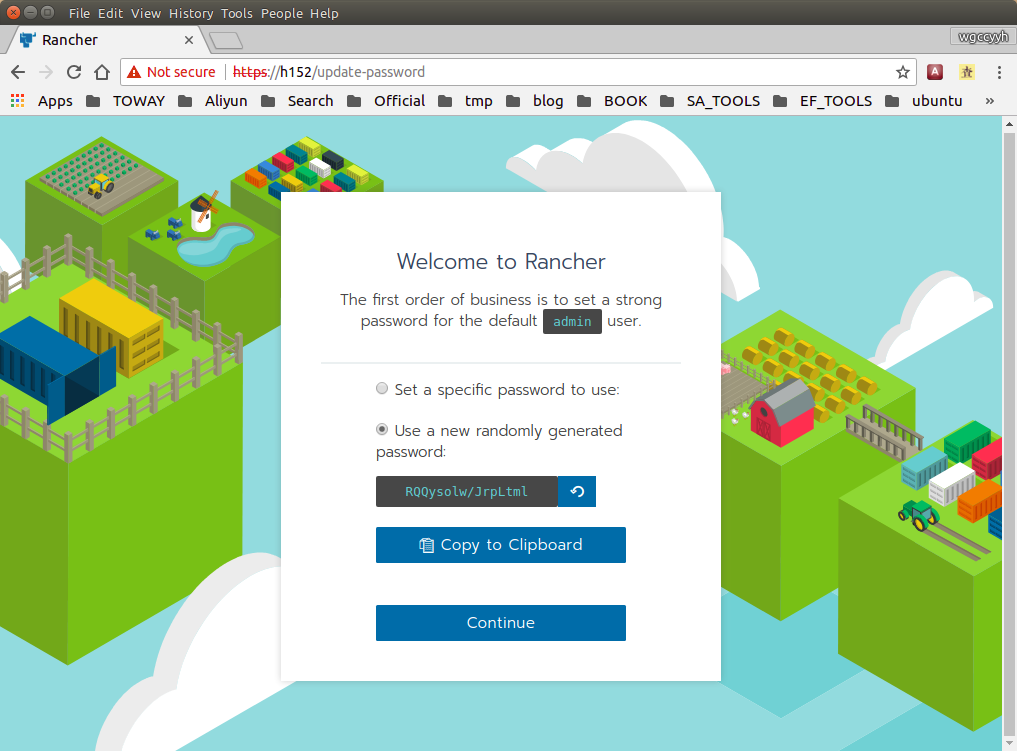 File Edit View History Tools People Help
Rancher
wgccyyh
Not secure https://h152/update-password
Apps TOWAY Aliyun Search Official tmp blog BOOK SA_TOOLS EF_TOOLS ubuntu »
Welcome to Rancher
The first order of business is to set a strong
password for the default admin user.
Set a specific password to use:
Use a new randomly generated
password:
RQQysolw/JrpLtml
Copy to Clipboard
Continue